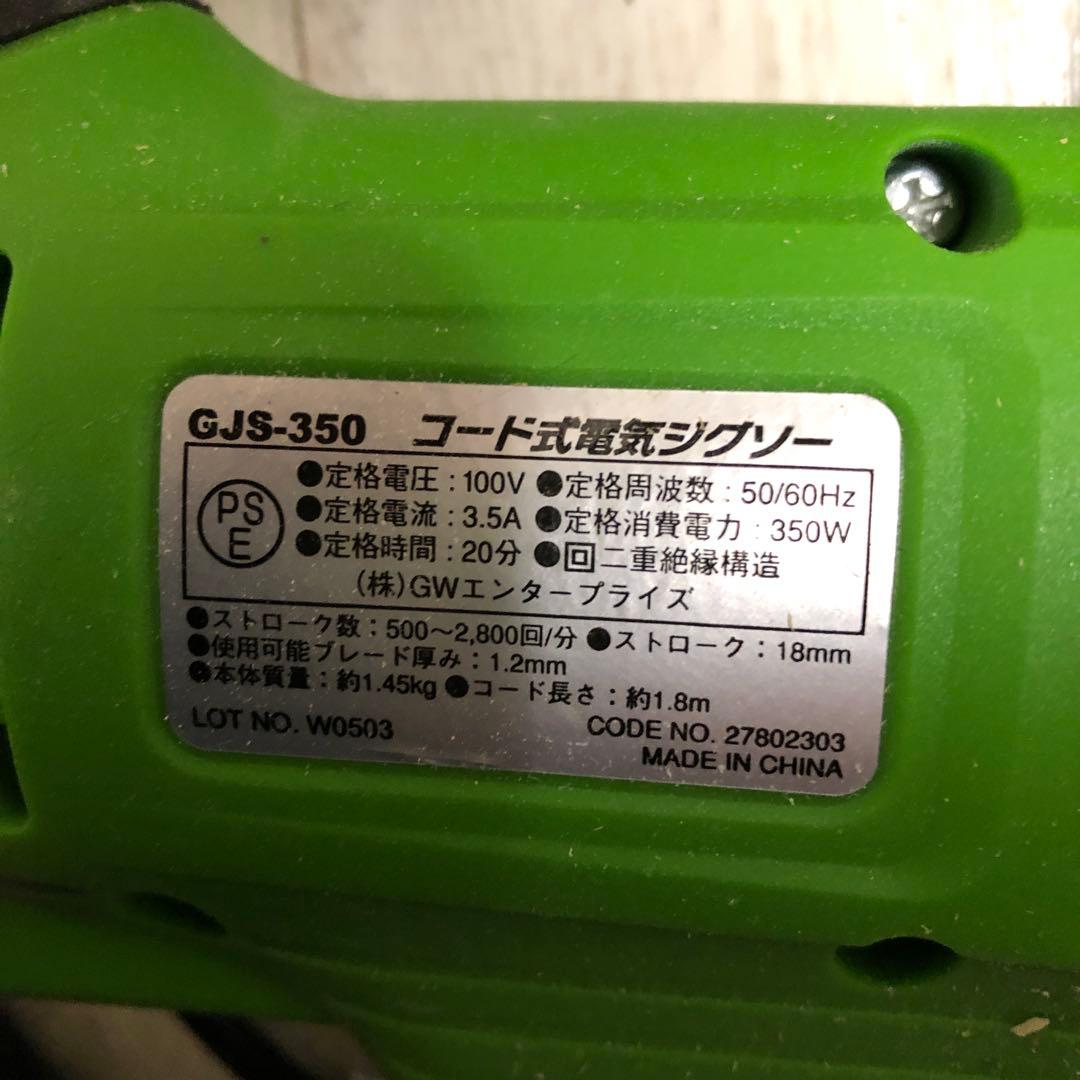 GJS-350 コード式電気ジグソー
PSE
●定格電圧:100V ●定格周波数:50/60Hz
●定格電流:3.5A ●定格消費電力:350W
●定格時間:20分 ●回二重絶縁構造
(株)GWエンタープライズ
●ストローク数:500〜2,800回/分 ●ストローク:18mm
●使用可能ブレード厚み:1.2mm
●本体質量:約1.45kg ●コード長さ:約1.8m
LOT NO. W0503 CODE NO. 27802303
MADE IN CHINA